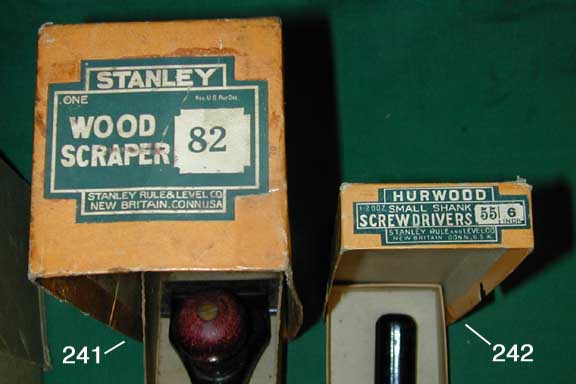 STANLEY
ONE
REG. U.S. PAT. OFF.
WOOD
SCRAPER
82
STANLEY RULE & LEVEL CO.
NEW BRITAIN. CONN. U.S.A.
HURWOOD
SMALL SHANK
SCREWDRIVERS
55 6
INCH
STANLEY RULE AND LEVEL CO.
NEW BRITAIN. CONN. U.S.A.
241
242